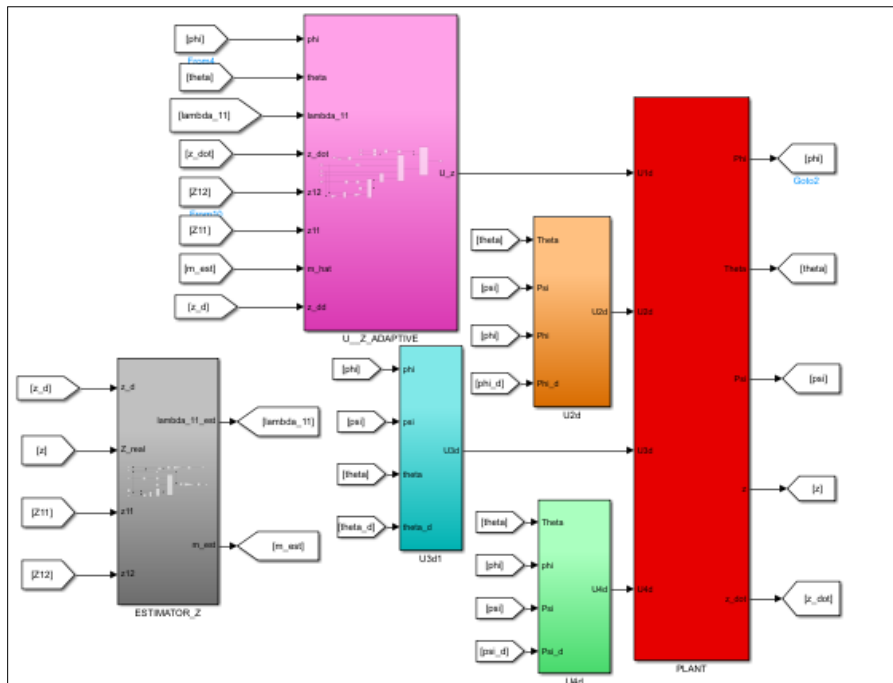 [phi]
From4
[theta]
[lambda_11]
[z_dot]
[Z12]
[Z11]
[m_est]
[z_d]
phi
theta
lambda_11
z_dot
z12
z11
m_hat
z_dd
U_z
U__Z_ADAPTIVE
[z_d]
[z]
[Z11]
[Z12]
z_d
Z_real
z11
z12
lambda_11_est
m_est
ESTIMATOR_Z
[lambda_11]
[m_est]
[phi]
[psi]
[theta]
[theta_d]
phi
psi
theta
theta_d
U3d
U3d1
[theta]
[psi]
[phi]
[phi_d]
Theta
Psi
Phi
Phi_d
U2d
U2d
[theta]
[phi]
[psi]
[psi_d]
Theta
phi
Psi
Psi_d
U4d
U4d
U1d
U2d
U3d
U4d
Phi
Theta
Psi
z
z_dot
PLANT
[phi]
Goto2
[theta]
[psi]
[z]
[z_dot]